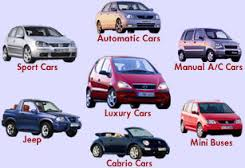 Automatic Cars
Sport Cars
Manual A/C Cars
Luxury Cars
Jeep
Mini Buses
Cabrio Cars